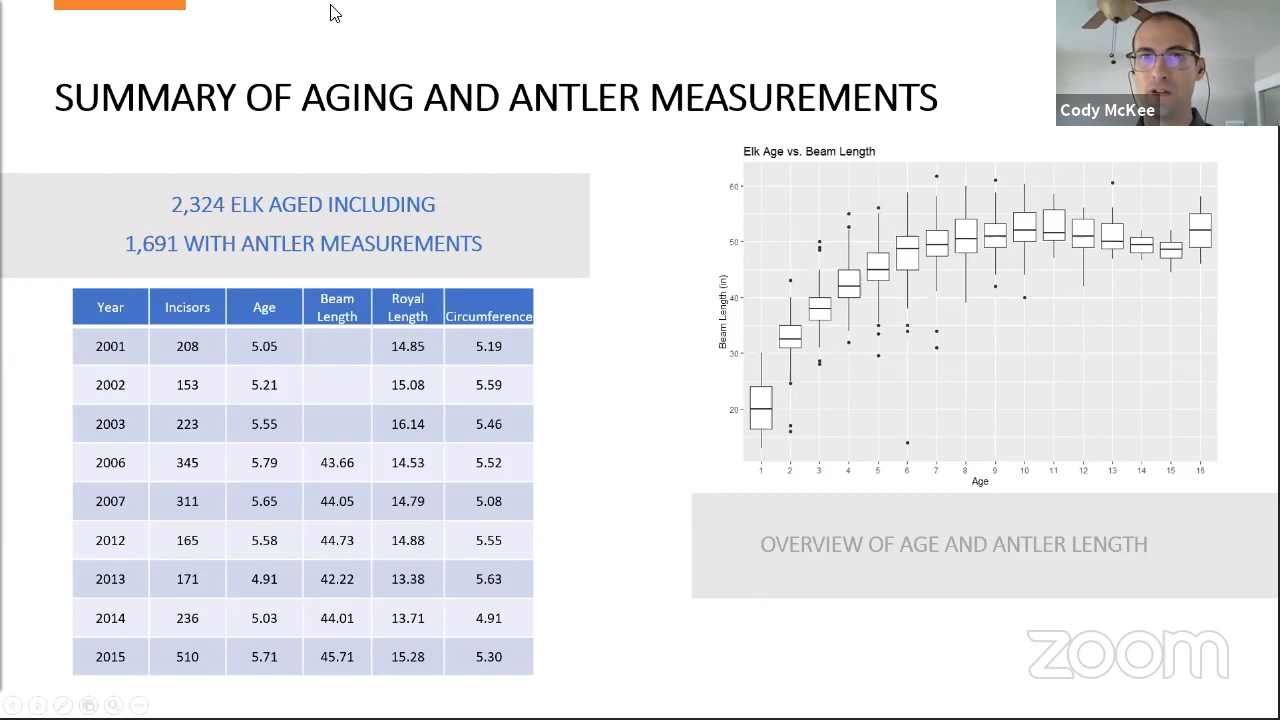 SUMMARY OF AGING AND ANTLER MEASUREMENTS
Cody McKee
2,324 ELK AGED INCLUDING
1,691 WITH ANTLER MEASUREMENTS
Year Incisors Age Beam Length Royal Length Circumference
2001 208 5.05 14.85 5.19
2002 153 5.21 15.08 5.59
2003 223 5.55 16.14 5.46
2006 345 5.79 43.66 14.53 5.52
2007 311 5.65 44.05 14.79 5.08
2012 165 5.58 44.73 14.88 5.55
2013 171 4.91 42.22 13.38 5.63
2014 236 5.03 44.01 13.71 4.91
2015 510 5.71 45.71 15.28 5.30
Elk Age vs. Beam Length
Beam Length (in)
60
50
40
30
20
1 2 3 4 5 6 7 8 9 10 11 12 13 14 15 16
Age
OVERVIEW OF AGE AND ANTLER LENGTH
zoom